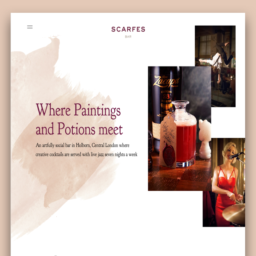 SCARFES
Where Paintings
and Potions meet
An artfully social bar in Holborn, Central London where
creative cocktails are served with live jazz seven nights a week